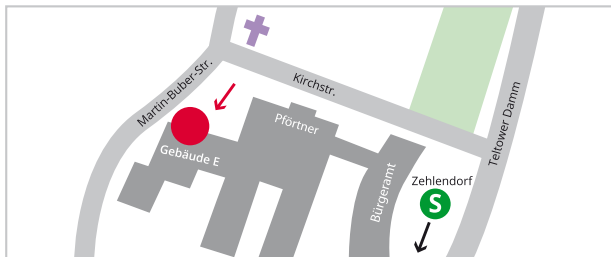 Martin-Buber-Str.
Kirchstr.
Teltower Damm
Pförtner
Gebäude E
Bürgeramt
Zehlendorf
S